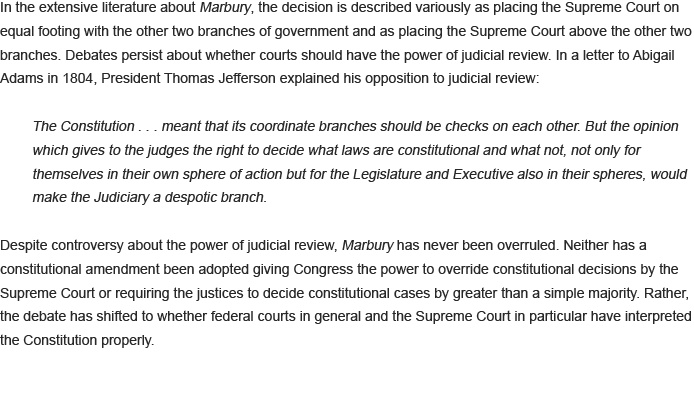 In the extensive literature about Marbury, the decision is described variously as placing the Supreme Court on
equal footing with the other two branches of government and as placing the Supreme Court above the other two
branches. Debates persist about whether courts should have the power of judicial review. In a letter to Abigail
Adams in 1804, President Thomas Jefferson explained his opposition to judicial review:
The Constitution . . . meant that its coordinate branches should be checks on each other. But the opinion
which gives to the judges the right to decide what laws are constitutional and what not, not only for
themselves in their own sphere of action but for the Legislature and Executive also in their spheres, would
make the Judiciary a despotic branch.
Despite controversy about the power of judicial review, Marbury has never been overruled. Neither has a
constitutional amendment been adopted giving Congress the power to override constitutional decisions by the
Supreme Court or requiring the justices to decide constitutional cases by greater than a simple majority. Rather,
the debate has shifted to whether federal courts in general and the Supreme Court in particular have interpreted
the Constitution properly.